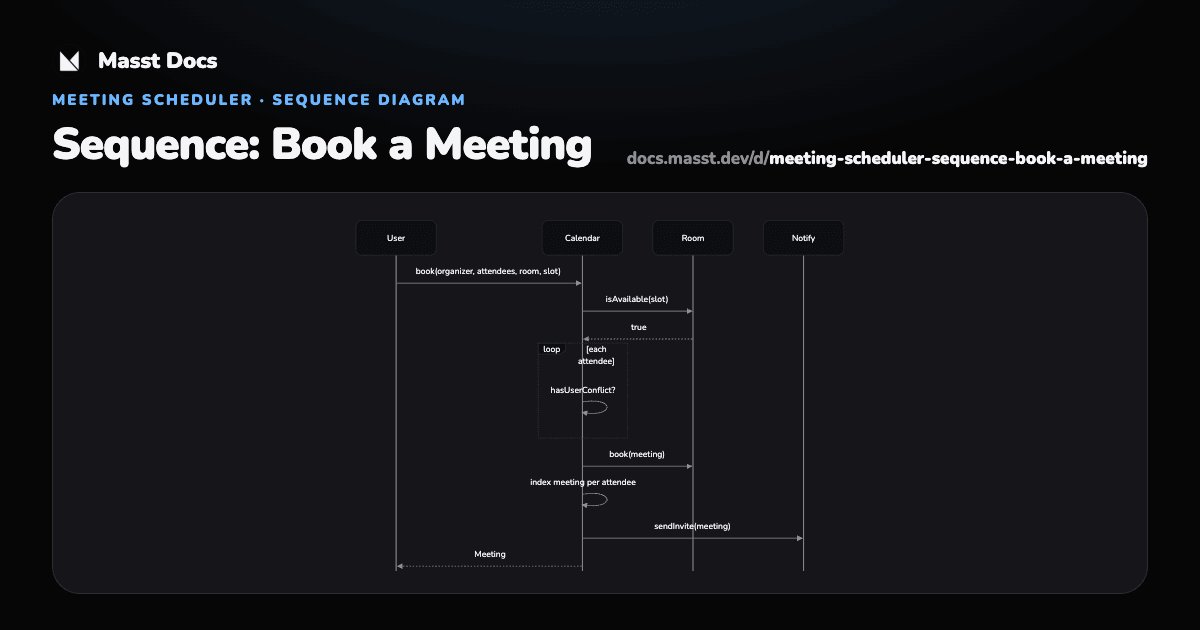 Masst Docs
MEETING SCHEDULER · SEQUENCE DIAGRAM
Sequence: Book a Meeting
docs.masst.dev/d/meeting-scheduler-sequence-book-a-meeting
User
Calendar
Room
Notify
book(organizer, attendees, room, slot)
isAvailable(slot)
true
loop
[each
attendee]
hasUserConflict?
book(meeting)
index meeting per attendee
sendInvite(meeting)
Meeting